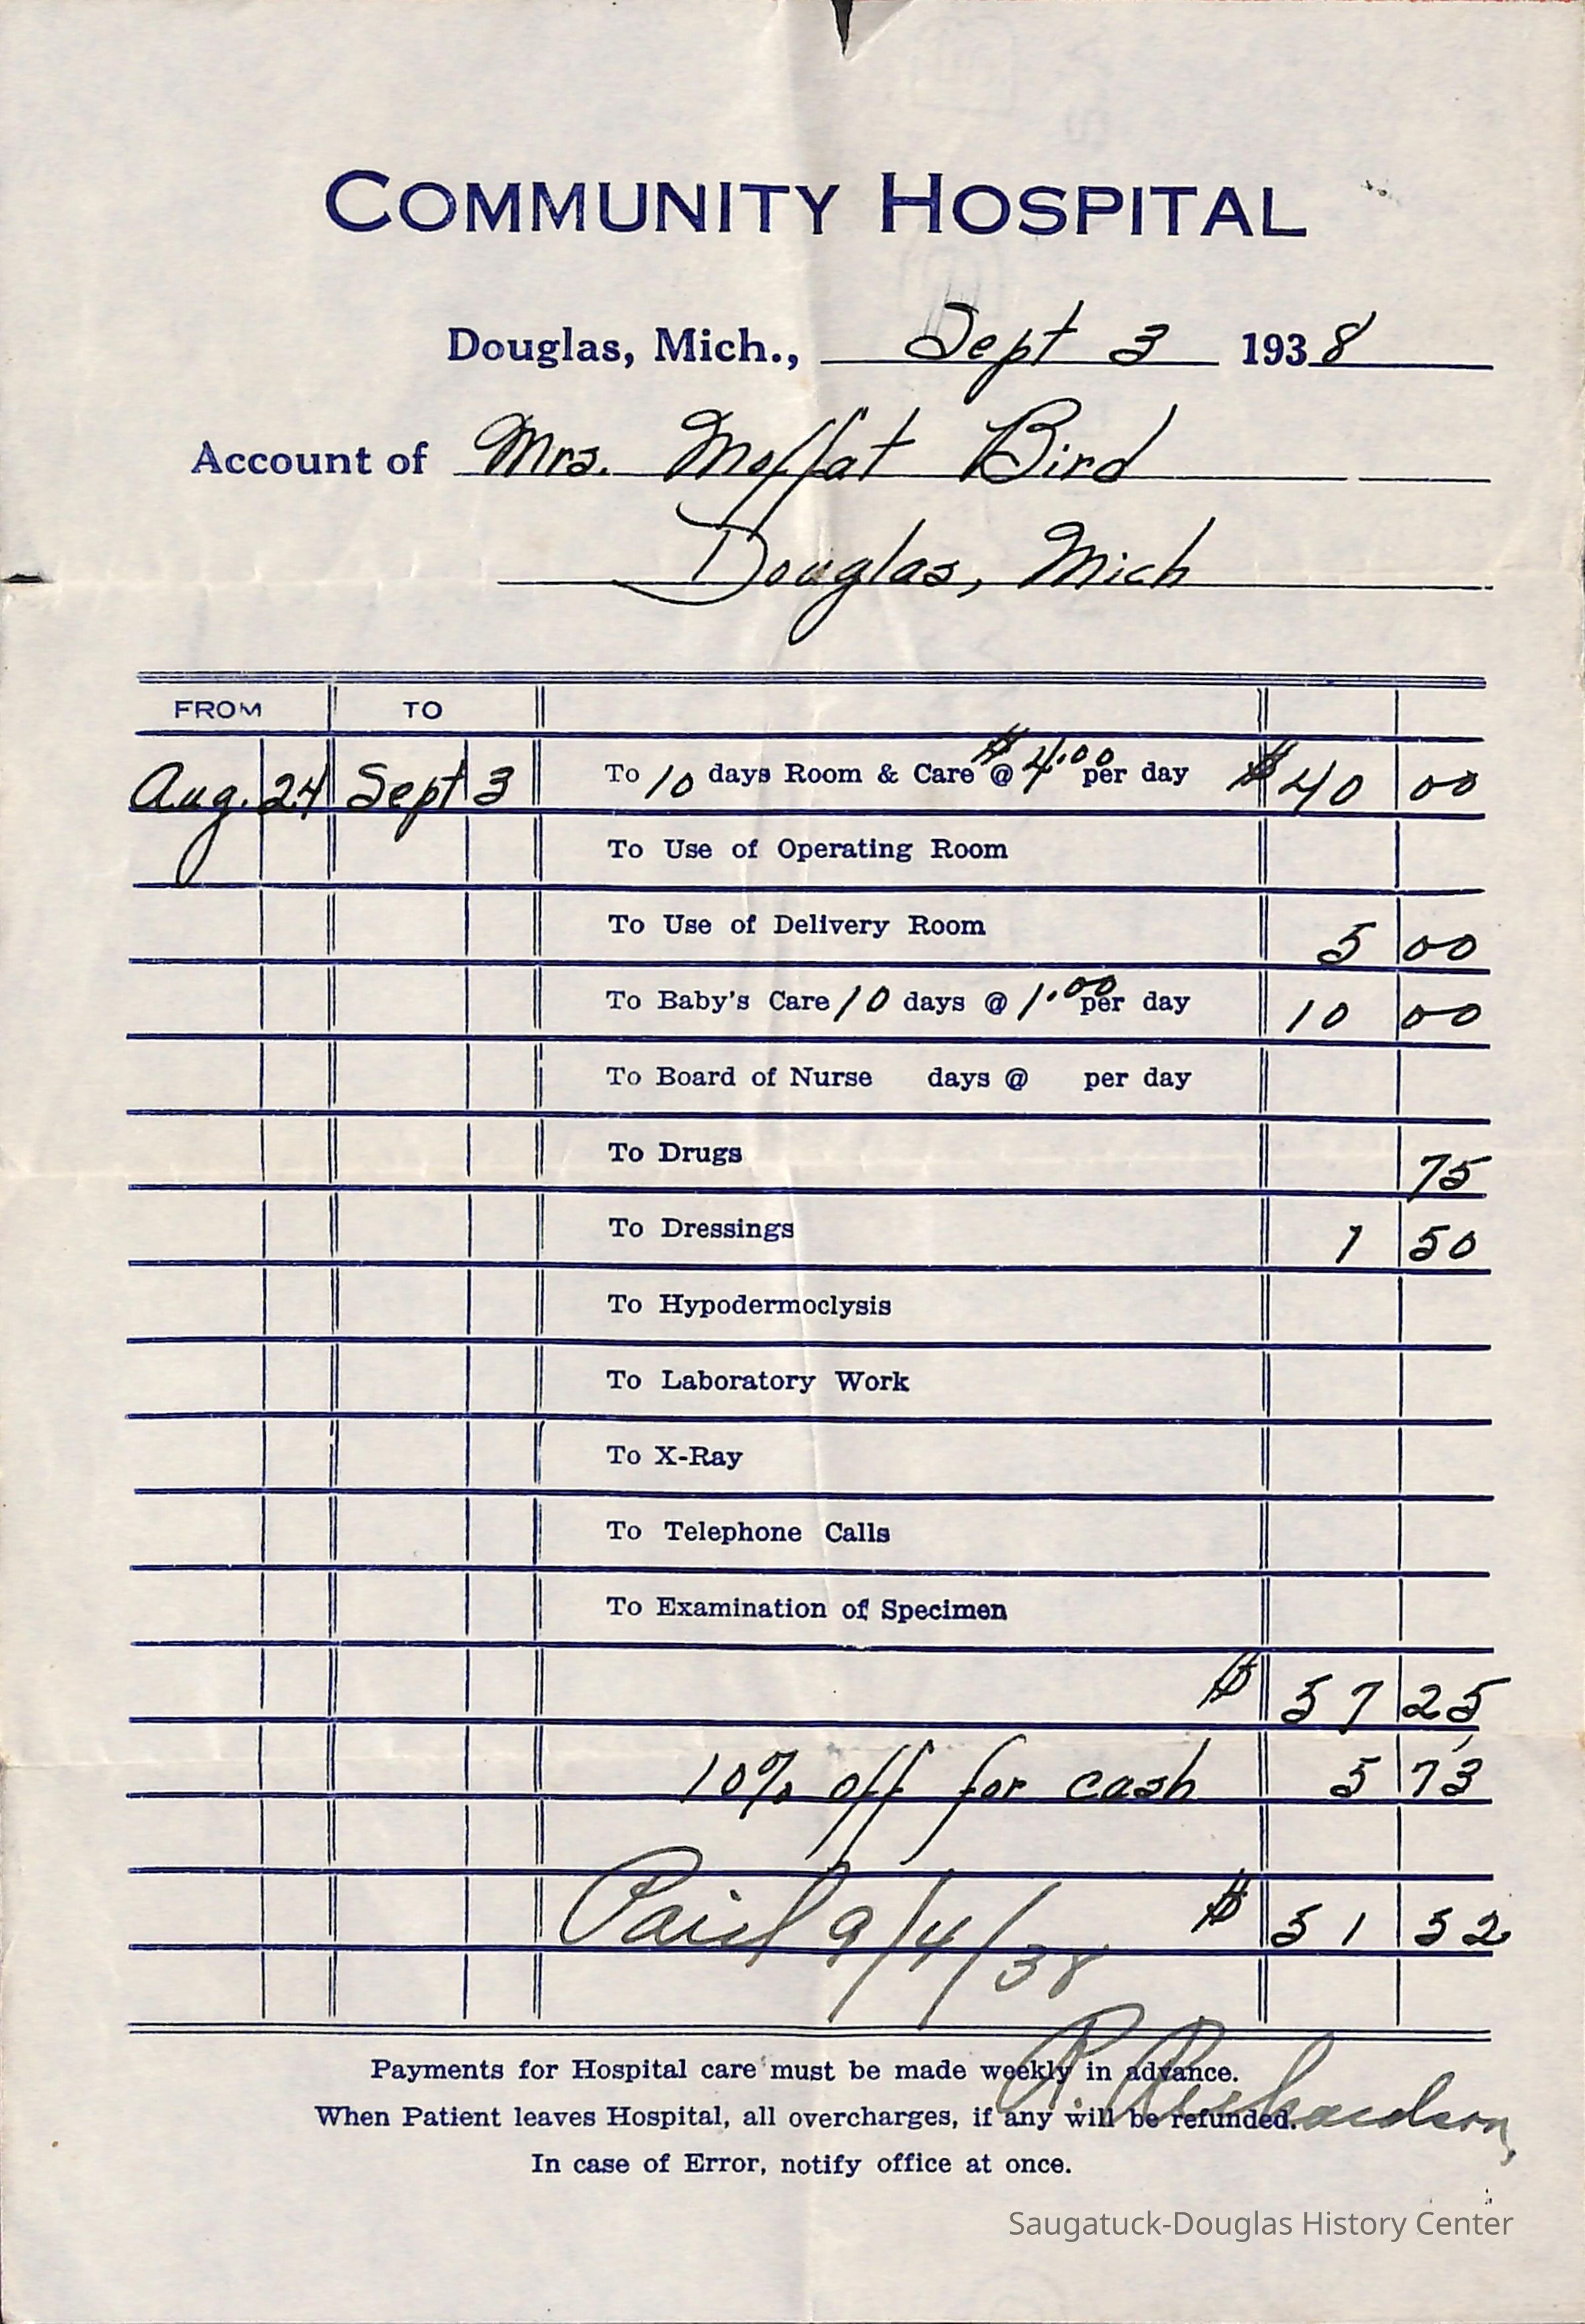 COMMUNITY HOSPITAL
Douglas, Mich., Sept 3 1938
Account of Mrs. Moffat Bird
Douglas, Mich
FROM TO
Aug. 24 Sept 3 To 10 days Room & Care @ $4.00 per day $40 00
To Use of Operating Room
To Use of Delivery Room 5 00
To Baby's Care 10 days @ 1.00 per day 10 00
To Board of Nurse days @ per day
To Drugs 75
To Dressings 1 50
To Hypodermoclysis
To Laboratory Work
To X-Ray
To Telephone Calls
To Examination of Specimen
$ 57 25
10% off for cash 5 73
Paid 9/4/38 $ 51 52
R. Richardson,
Payments for Hospital care must be made weekly in advance.
When Patient leaves Hospital, all overcharges, if any will be refunded.
In case of Error, notify office at once.
Saugatuck-Douglas History Center